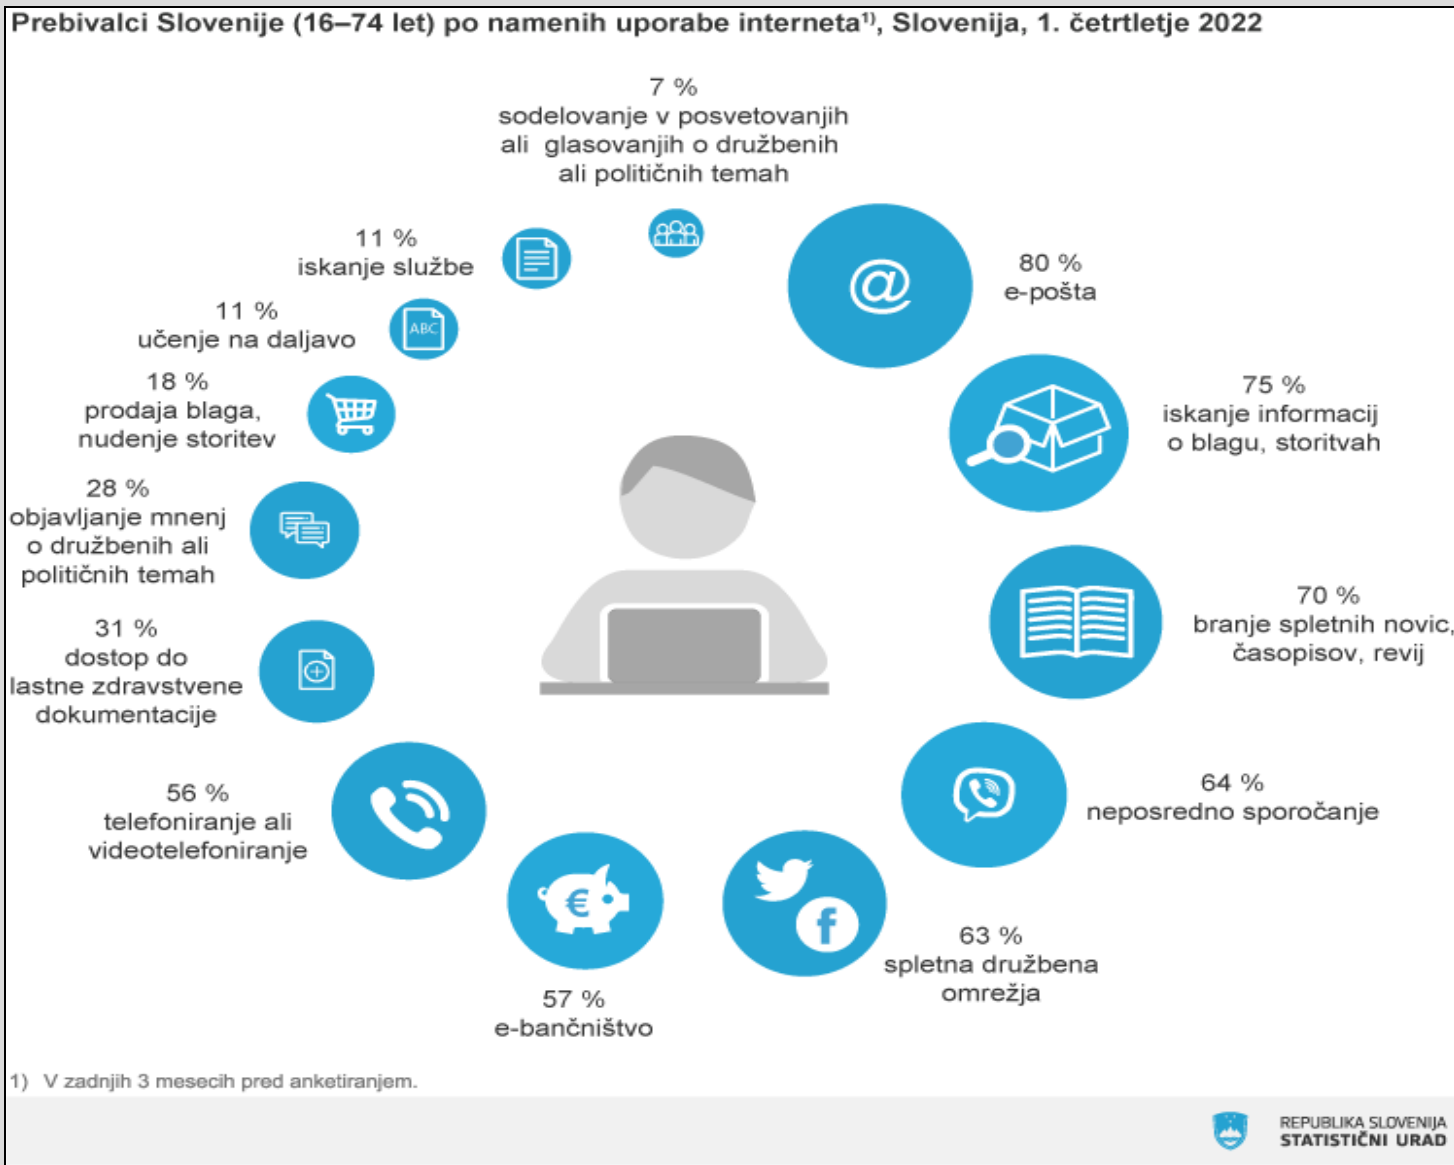 Prebivalci Slovenije (16–74 let) po namenih uporabe interneta¹⁾, Slovenija, 1. četrtletje 2022
7 %
sodelovanje v posvetovanjih
ali glasovanjih o družbenih
ali političnih temah
80 %
e-pošta
@
75 %
iskanje informacij
o blagu, storitvah
70 %
branje spletnih novic,
časopisov, revij
64 %
neposredno sporočanje
63 %
spletna družbena
omrežja
f
57 %
e-bančništvo
€
56 %
telefoniranje ali
videotelefoniranje
31 %
dostop do
lastne zdravstvene
dokumentacije
28 %
objavljanje mnenj
o družbenih ali
političnih temah
18 %
prodaja blaga,
nudenje storitev
11 %
učenje na daljavo
ABC
11 %
iskanje službe
1) V zadnjih 3 mesecih pred anketiranjem.
REPUBLIKA SLOVENIJA
STATISTIČNI URAD